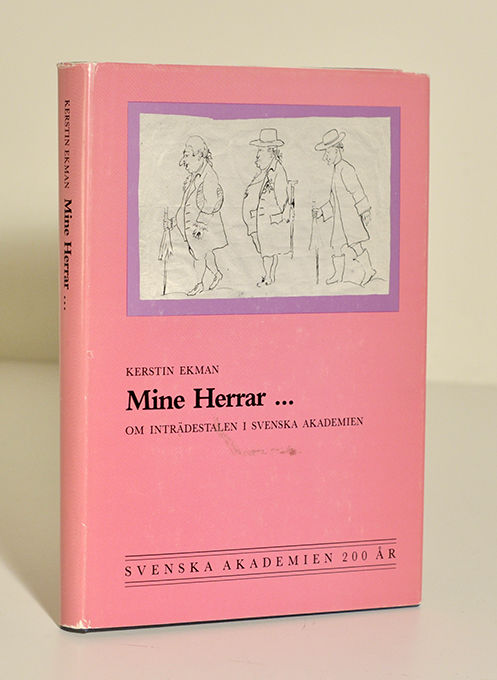 KERSTIN EKMAN Mine Herrar ...
KERSTIN EKMAN
Mine Herrar ...
OM INTRÄDESTALEN I SVENSKA AKADEMIEN
SVENSKA AKADEMIEN 200 ÅR